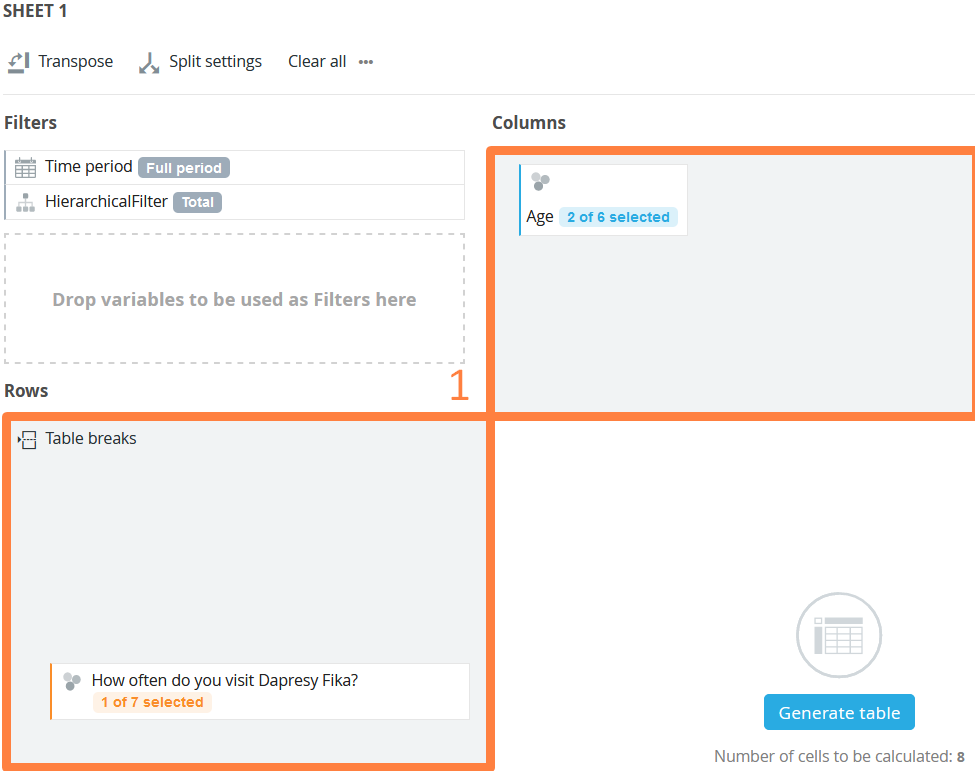 SHEET 1
Transpose
Split settings
Clear all
Filters
Columns
Time period Full period
HierarchicalFilter Total
Age 2 of 6 selected
Drop variables to be used as Filters here
Rows
1
Table breaks
How often do you visit Dapresy Fika?
1 of 7 selected
Generate table
Number of cells to be calculated: 8